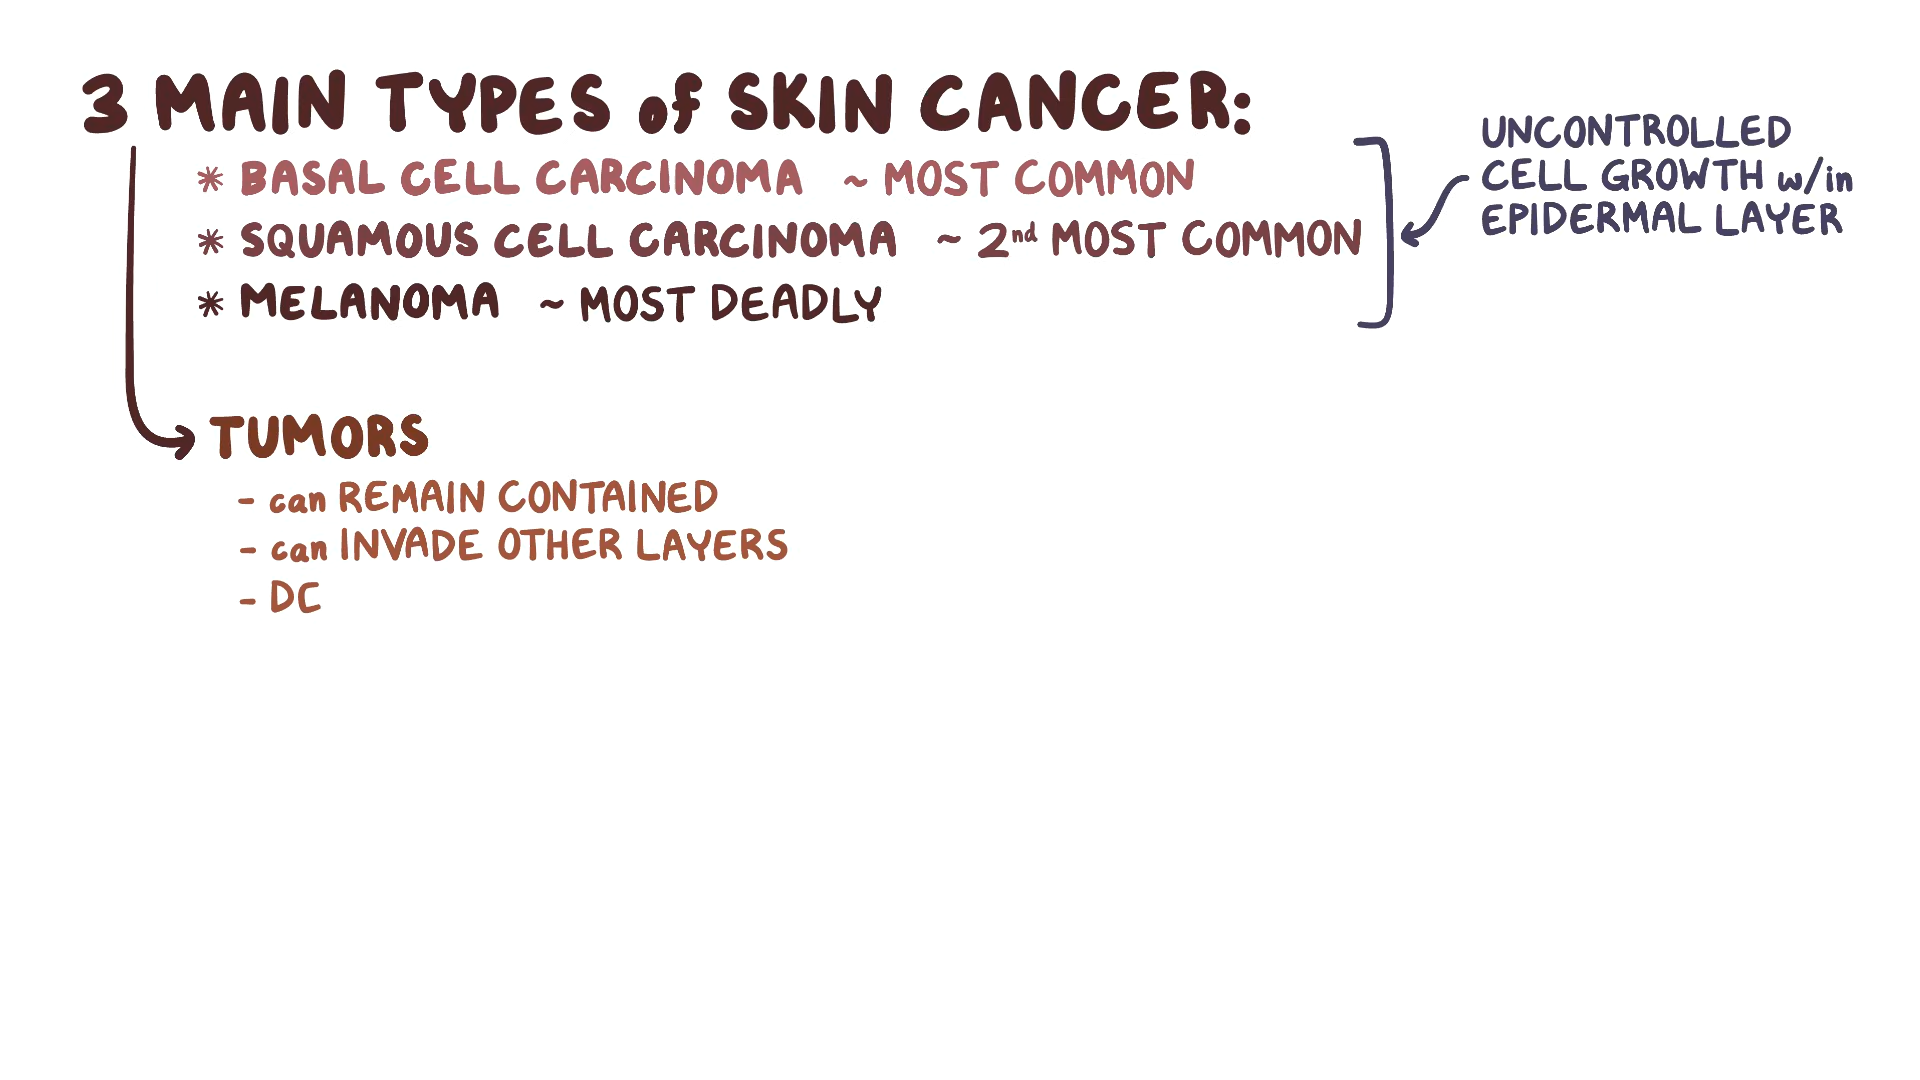 3 MAIN TYPES of SKIN CANCER:
* BASAL CELL CARCINOMA ~ MOST COMMON
* SQUAMOUS CELL CARCINOMA ~ 2nd MOST COMMON
* MELANOMA ~ MOST DEADLY
UNCONTROLLED
CELL GROWTH w/in
EPIDERMAL LAYER
TUMORS
- can REMAIN CONTAINED
- can INVADE OTHER LAYERS
- DC